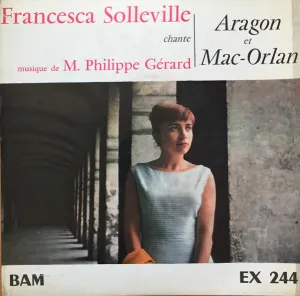 Francesca Solleville
chante
musique de M. Philippe Gérard
Aragon
et
Mac-Orlan
BAM
EX 244